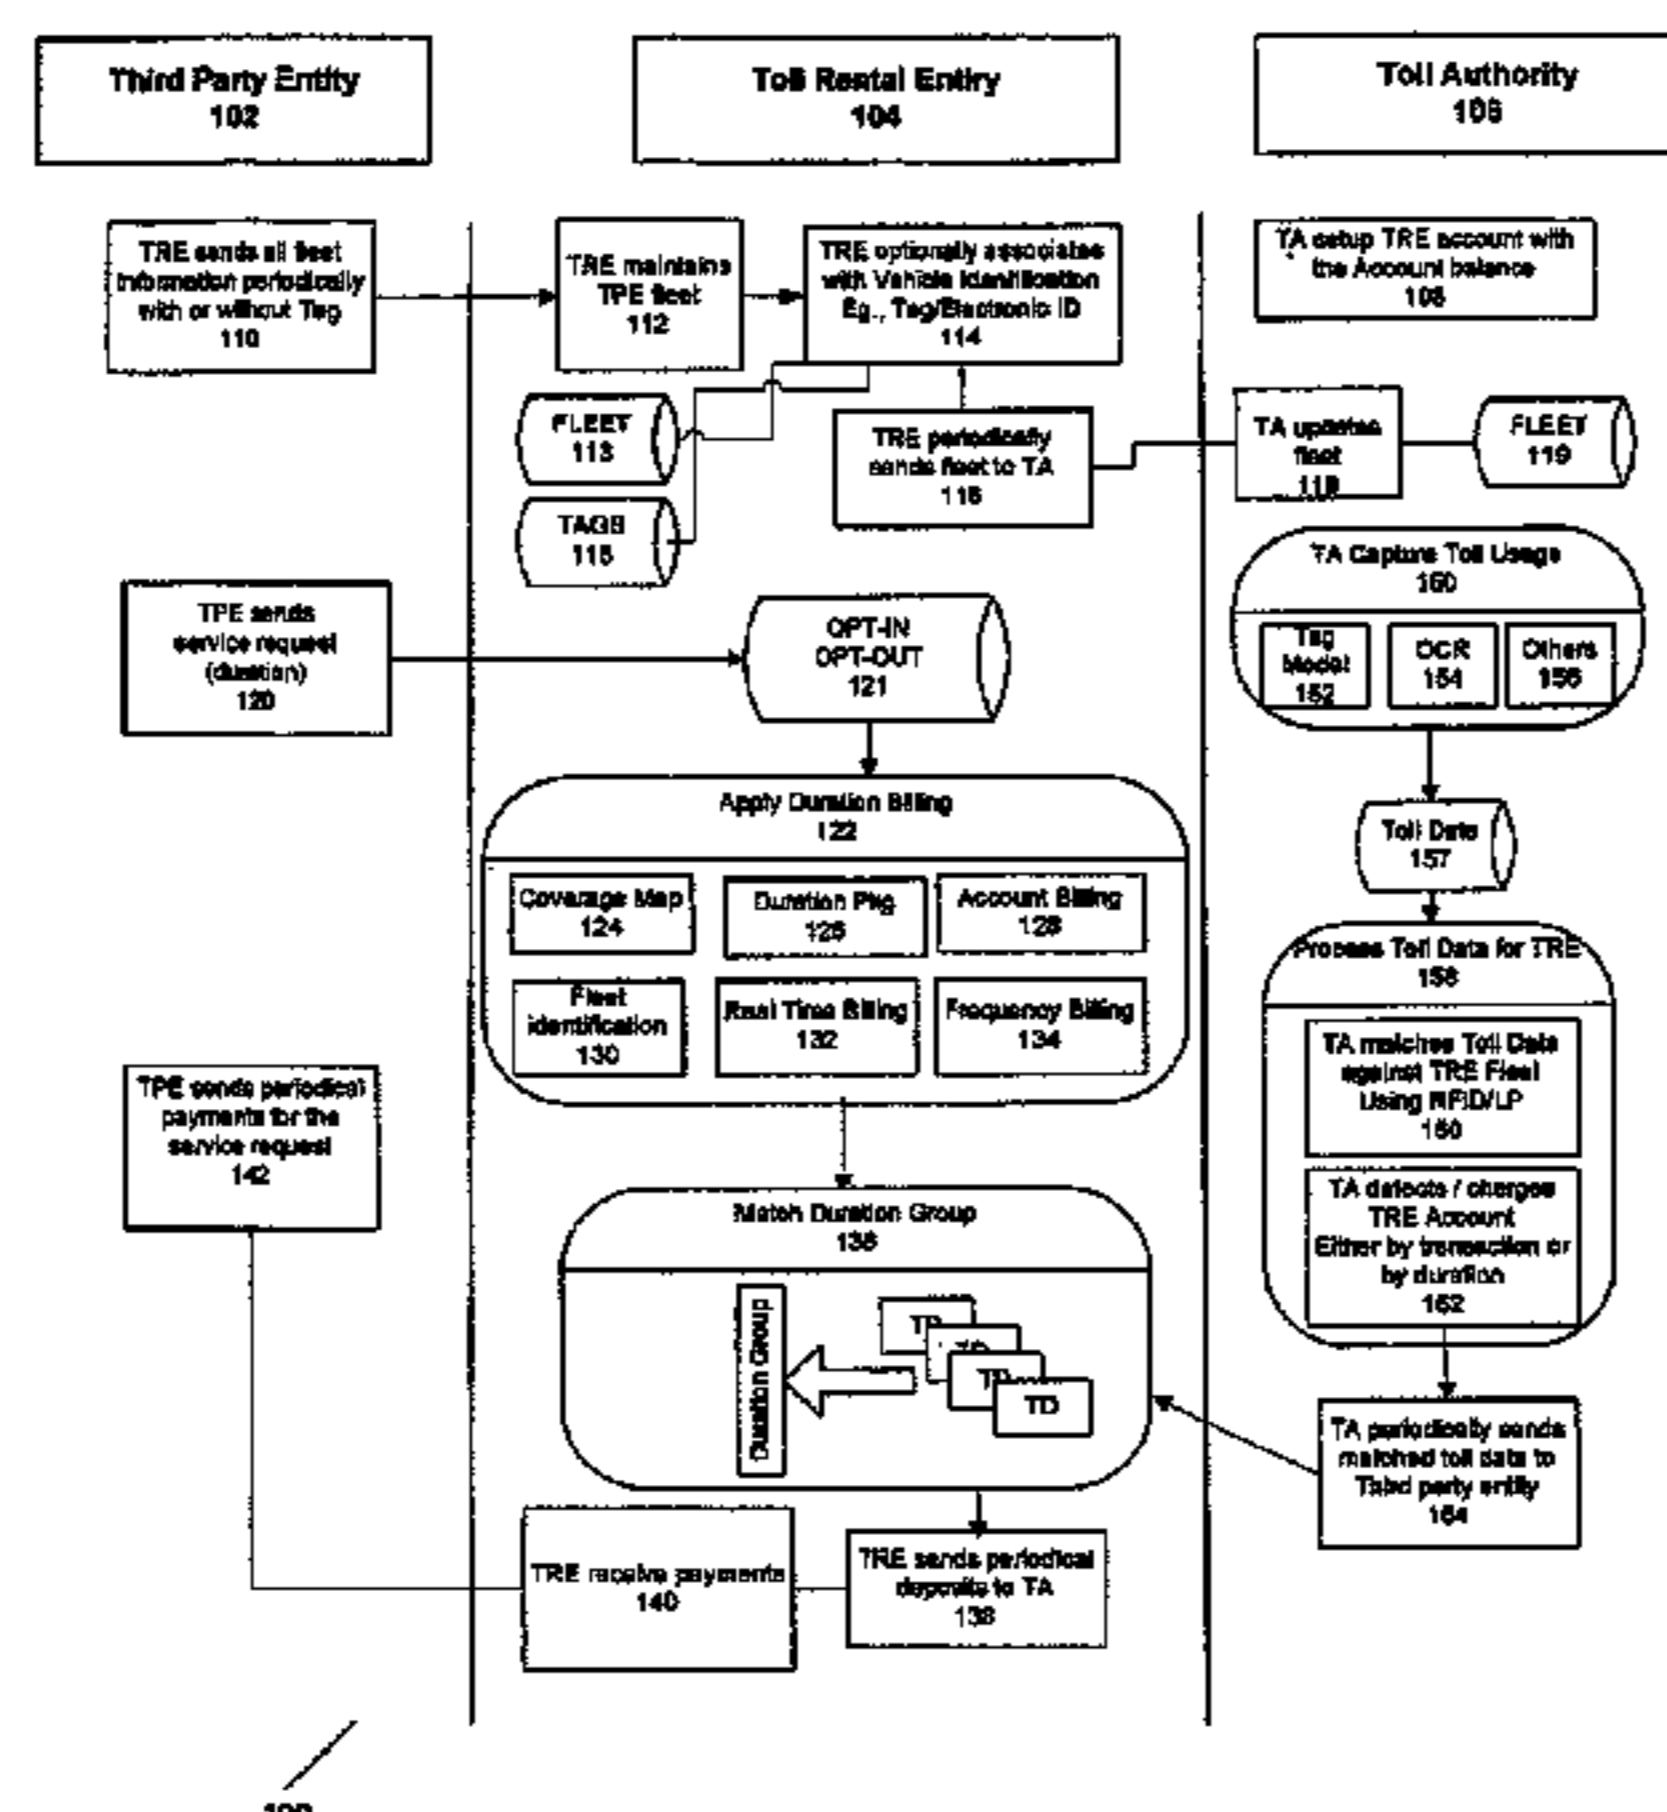 Third Party Entity
102
Toll Rental Entiry
104
Toll Authority
106
TRE sends all fleet
information periodically
with or without Tag
110
TRE maintains
TPE fleet
112
TRE optionally associates
with Vehicle Identification
Eg., Tag/Electronic ID
114
TA setup TRE account with
the Account balance
108
FLEET
113
TRE periodically
sends fleet to TA
116
TA updates
fleet
118
FLEET
119
TAGS
115
TA Capture Toll Usage
150
Tag
Model
152
OCR
154
Others
156
TPE sends
service request
(duration)
120
OPT-IN
OPT-OUT
121
Apply Duration Billing
122
Toll Data
157
Coverage Map
124
Duration Pkg
126
Account Billing
128
Fleet
identification
130
Real Time Billing
132
Frequency Billing
134
Process Toll Data for TRE
158
TA matches Toll Data
against TRE Fleet
Using RFID/LP
160
TPE sends periodical
payments for the
service request
142
Match Duration Group
136
TA detects / charges
TRE Account
Either by transaction or
by duration
162
Duration Group
TD
TD
TD
TD
TA periodically sends
matched toll data to
Third party entity
164
TRE receive payments
140
TRE sends periodical
deposits to TA
138